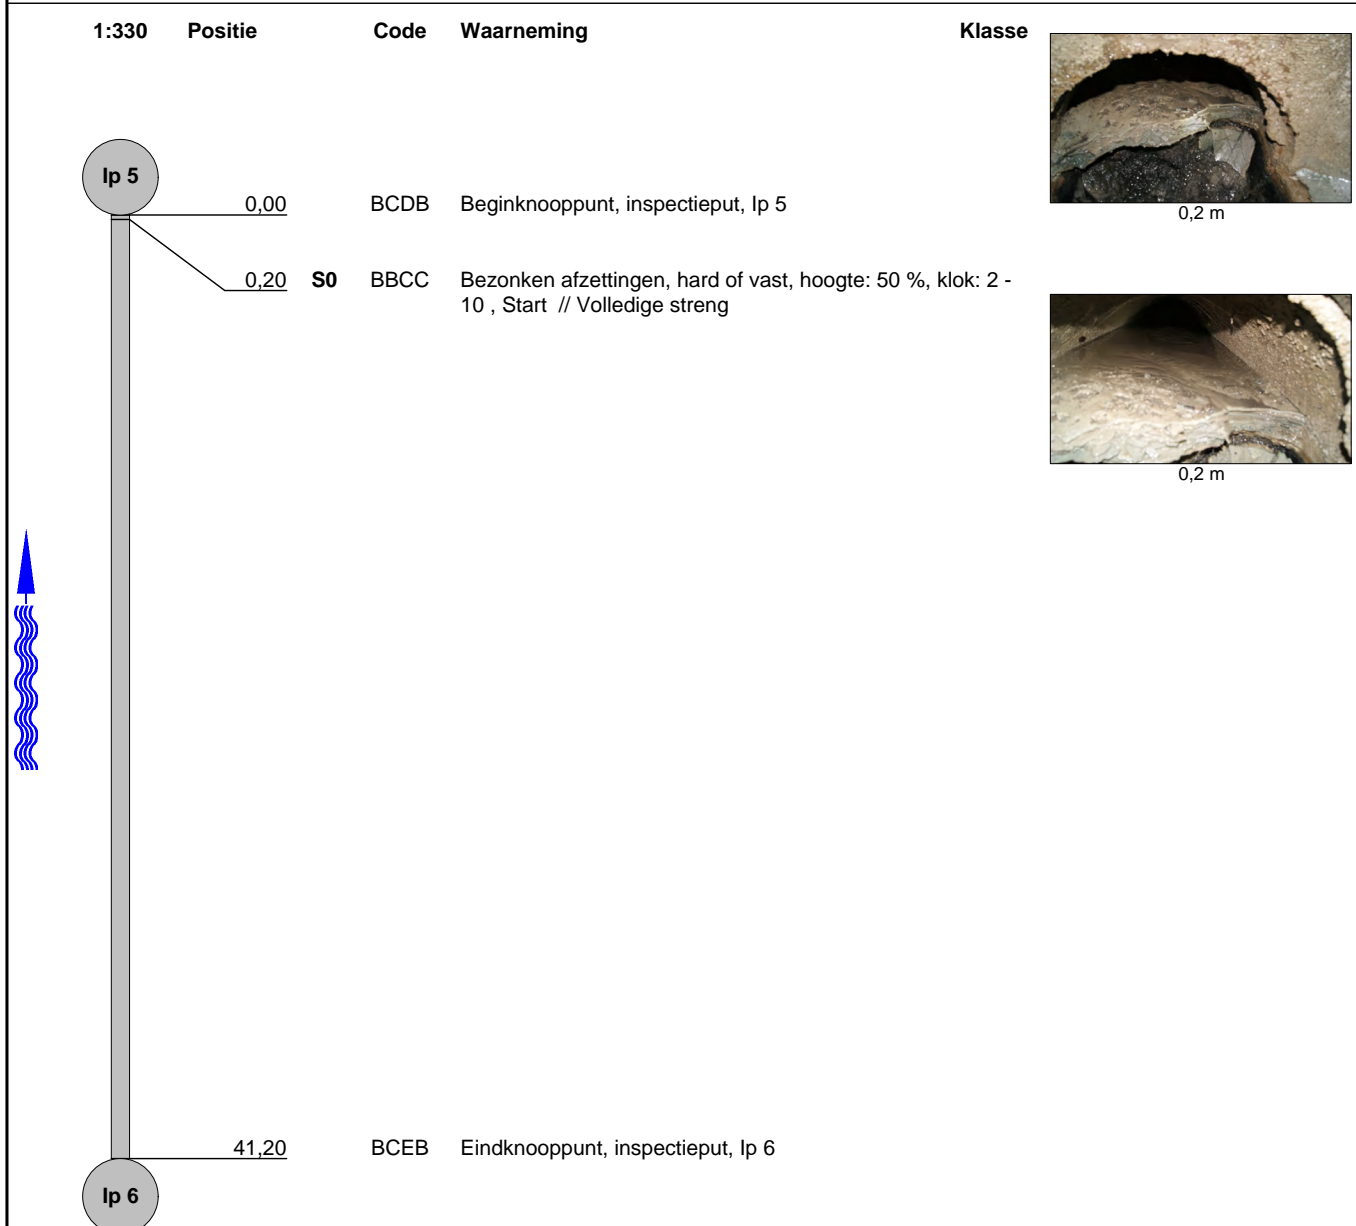 1:330 Positie Code Waarneming Klasse
Ip 5
0,00 BCDB Beginknooppunt, inspectieput, Ip 5
0,2 m
0,20 S0 BBCC Bezonken afzettingen, hard of vast, hoogte: 50 %, klok: 2 -
10 , Start // Volledige streng
0,2 m
41,20 BCEB Eindknooppunt, inspectieput, Ip 6
Ip 6